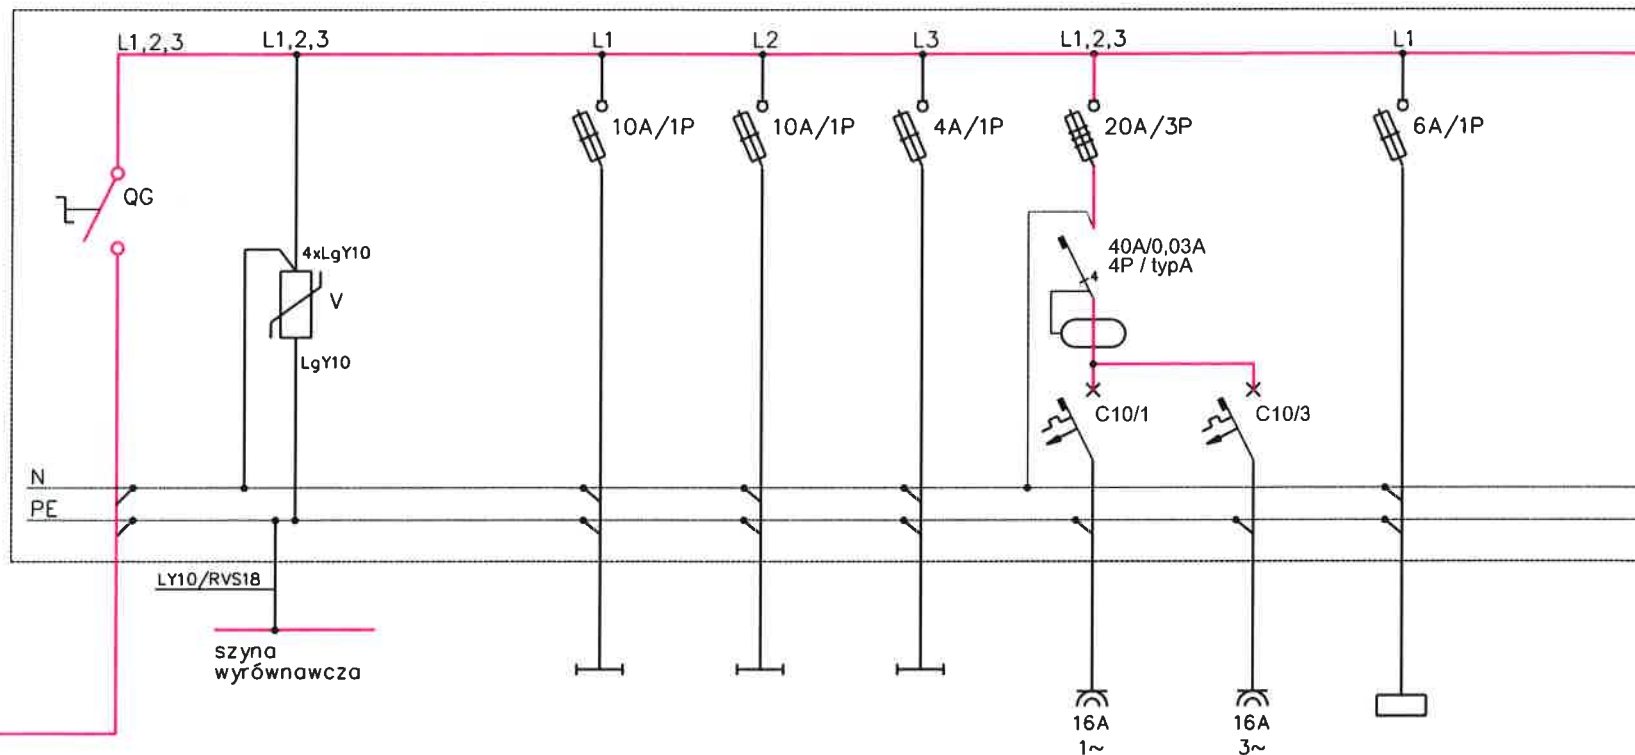 L1,2,3
L1,2,3
L1
L2
L3
L1,2,3
L1
10A/1P
10A/1P
4A/1P
20A/3P
6A/1P
QG
4xLgY10
V
LgY10
40A/0,03A
4P / typA
4
C10/1
C10/3
N
PE
LY10/RVS18
szyna
wyrównawcza
16A
1~
16A
3~